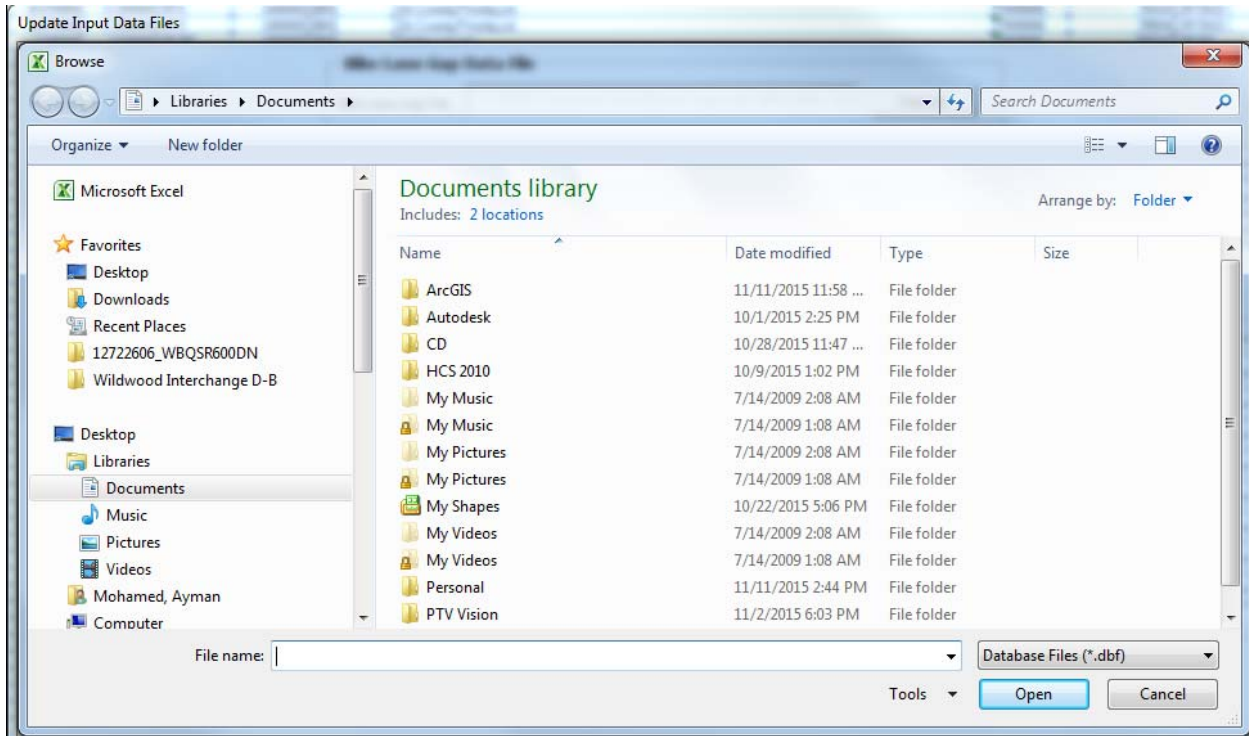 Update Input Data Files
Browse
Bike Lane Gap Data File
Libraries Documents
Search Documents
Organize New folder
Microsoft Excel
Favorites
Desktop
Downloads
Recent Places
12722606_WBQSR600DN
Wildwood Interchange D-B
Desktop
Libraries
Documents
Music
Pictures
Videos
Mohamed, Ayman
Computer
Documents library
Includes: 2 locations
Arrange by: Folder
Name Date modified Type Size
ArcGIS 11/11/2015 11:58 ... File folder
Autodesk 10/1/2015 2:25 PM File folder
CD 10/28/2015 11:47 ... File folder
HCS 2010 10/9/2015 1:02 PM File folder
My Music 7/14/2009 2:08 AM File folder
My Music 7/14/2009 1:08 AM File folder
My Pictures 7/14/2009 2:08 AM File folder
My Pictures 7/14/2009 1:08 AM File folder
My Shapes 10/22/2015 5:06 PM File folder
My Videos 7/14/2009 2:08 AM File folder
My Videos 7/14/2009 1:08 AM File folder
Personal 11/11/2015 2:44 PM File folder
PTV Vision 11/2/2015 6:03 PM File folder
File name: Database Files (*.dbf)
Tools Open Cancel